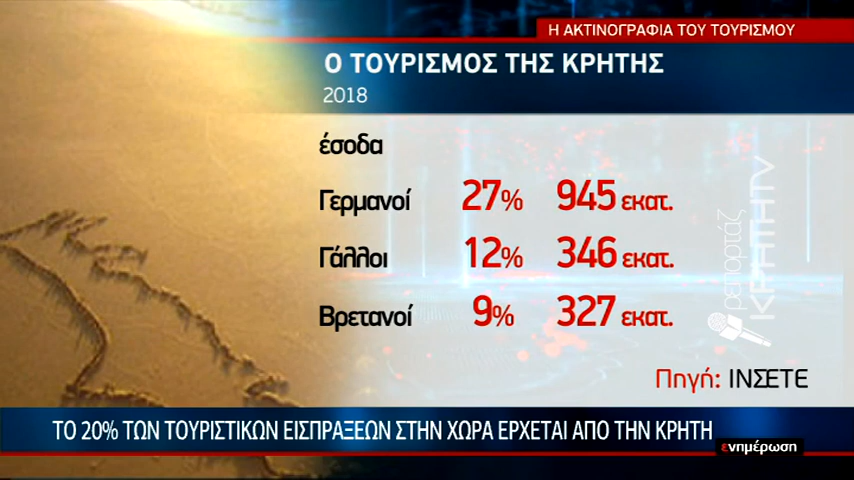 Η ΑΚΤΙΝΟΓΡΑΦΙΑ ΤΟΥ ΤΟΥΡΙΣΜΟΥ
Ο ΤΟΥΡΙΣΜΟΣ ΤΗΣ ΚΡΗΤΗΣ
2018
έσοδα
Γερμανοί 27% 945 εκατ.
Γάλλοι 12% 346 εκατ.
Βρετανοί 9% 327 εκατ.
ρεπορτάζ
ΚΡΗΤΗTV
Πηγή: ΙΝΣΕΤΕ
ΤΟ 20% ΤΩΝ ΤΟΥΡΙΣΤΙΚΩΝ ΕΙΣΠΡΑΞΕΩΝ ΣΤΗΝ ΧΩΡΑ ΕΡΧΕΤΑΙ ΑΠΟ ΤΗΝ ΚΡΗΤΗ
ενημέρωση